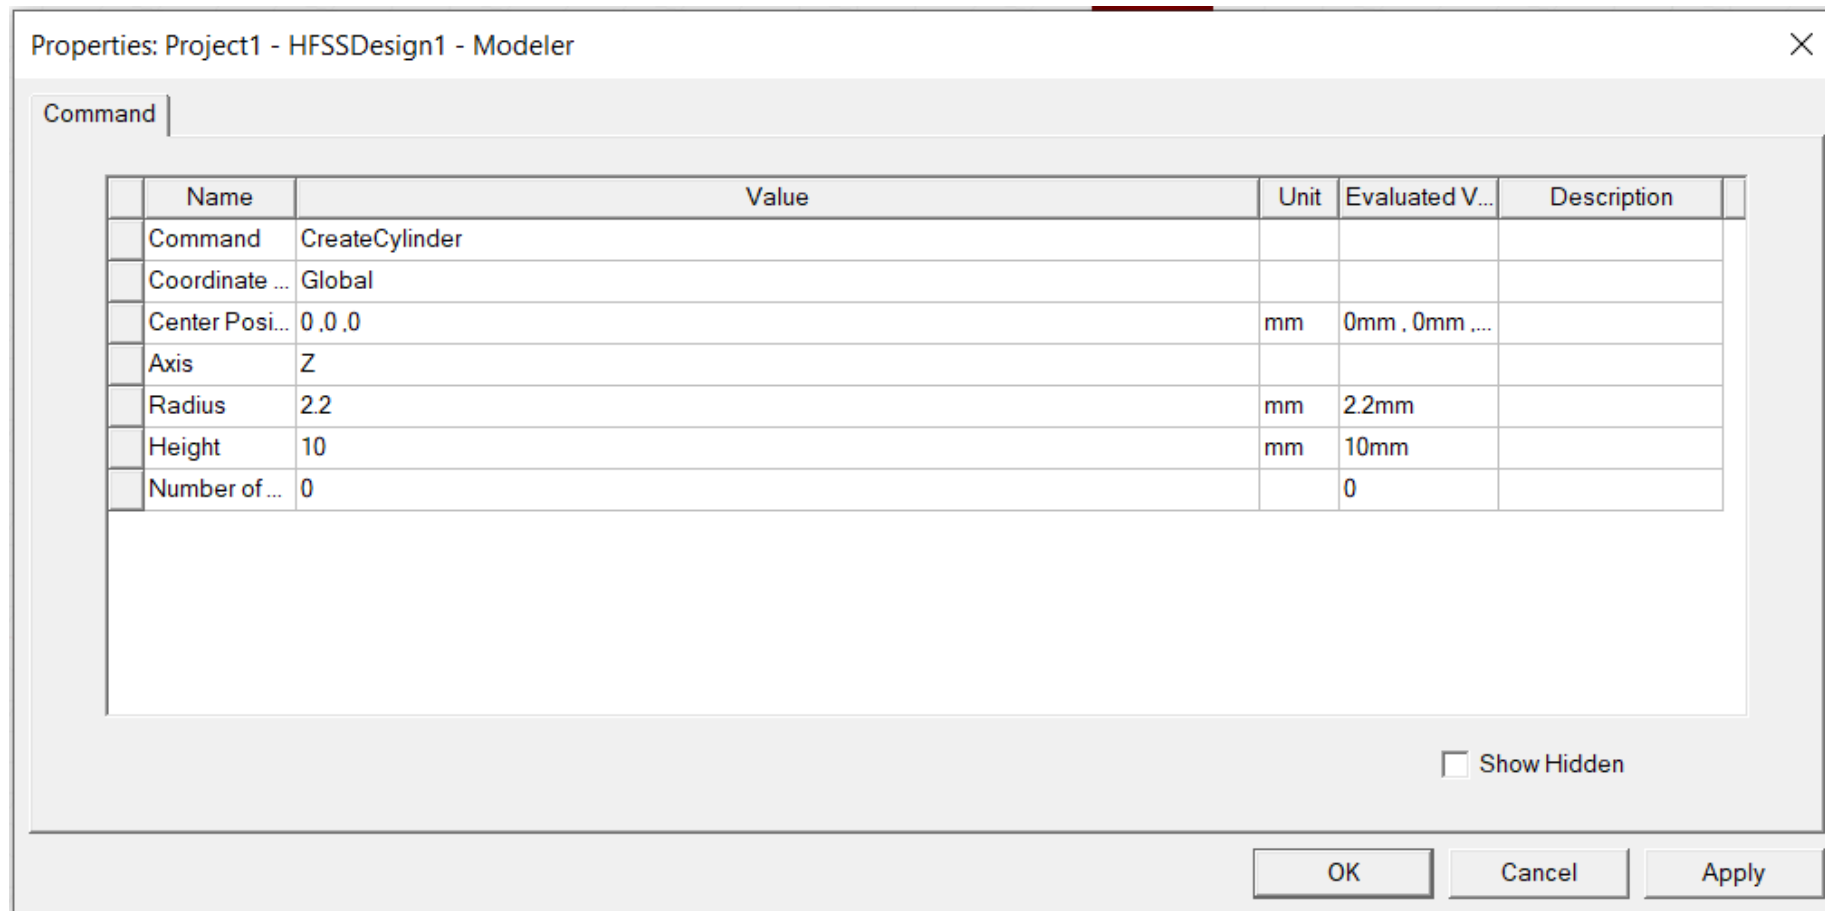 Properties: Project1 - HFSSDesign1 - Modeler
Command
Name Value Unit Evaluated V... Description
Command CreateCylinder
Coordinate ... Global
Center Posi... 0 ,0 ,0 mm 0mm , 0mm ,...
Axis Z
Radius 2.2 mm 2.2mm
Height 10 mm 10mm
Number of ... 0 0
Show Hidden
OK Cancel Apply